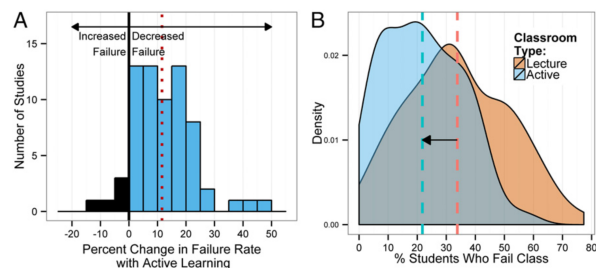 A
Increased Decreased
Failure Failure
Number of Studies
15
10
5
0
-20 -10 0 10 20 30 40 50
Percent Change in Failure Rate
with Active Learning
B
Classroom
Type:
Lecture
Active
Density
0.02
0.01
0.00
0 10 20 30 40 50 60 70 80
% Students Who Fail Class